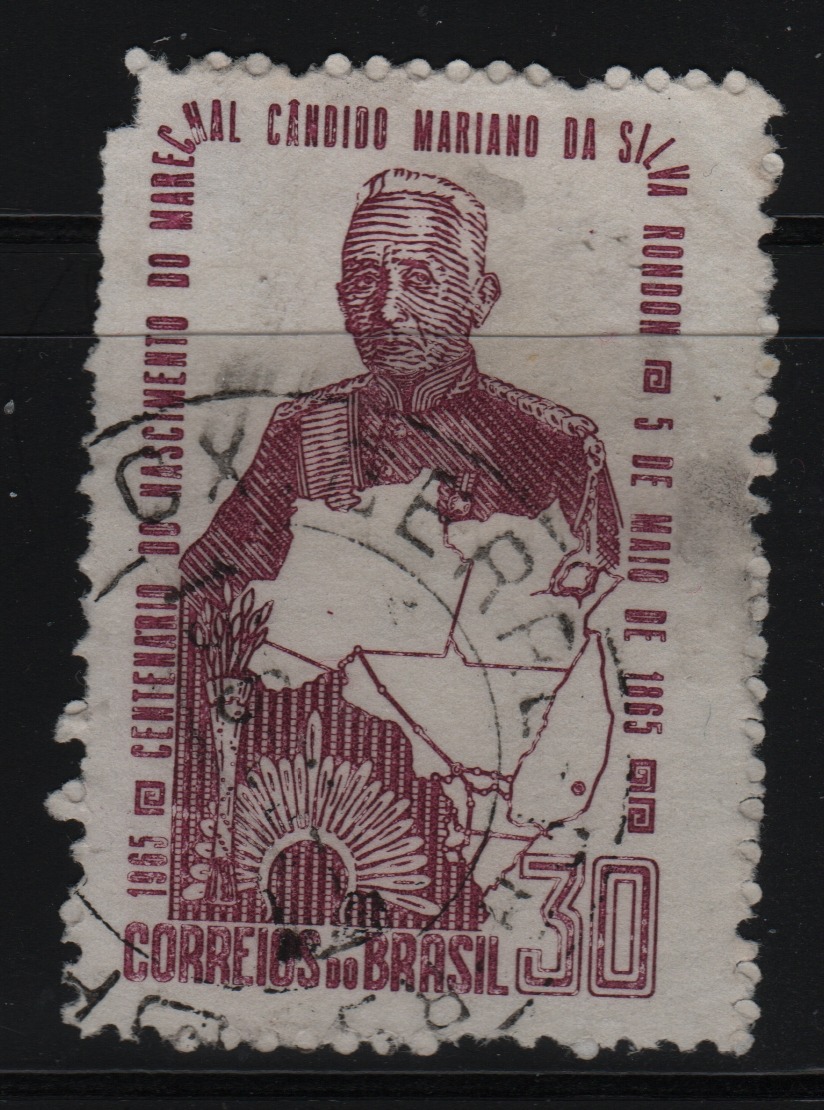 1965 CENTENÁRIO DO NASCIMENTO DO MARECHAL CÂNDIDO MARIANO DA SILVA RONDON 5 DE MAIO DE 1865
30
CORREIOS DO BRASIL